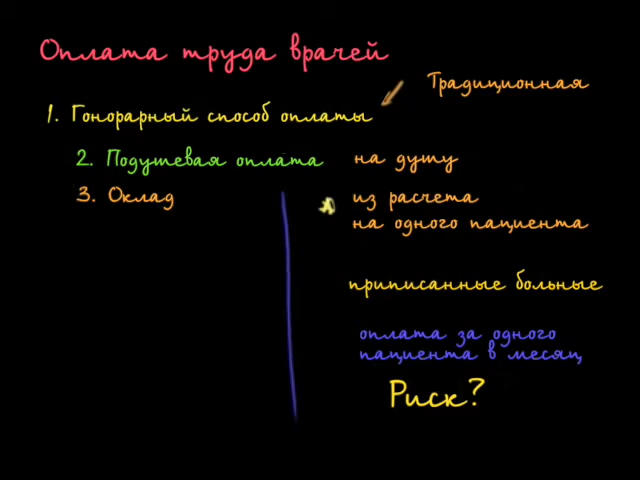 Оплата труда врачей
Традиционная
1. Гонорарный способ оплаты
2. Подушевая оплата
на душу
3. Оклад
из расчета
на одного пациента
приписанные больные
оплата за одного
пациента в месяц
Риск?